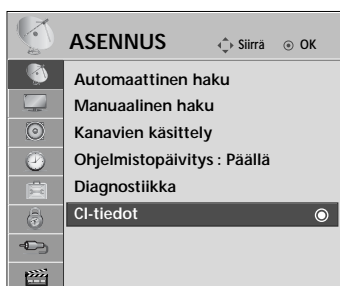 ASENNUS Siirrä OK
Automaattinen haku
Manuaalinen haku
Kanavien käsittely
Ohjelmistopäivitys : Päällä
Diagnostiikka
CI-tiedot